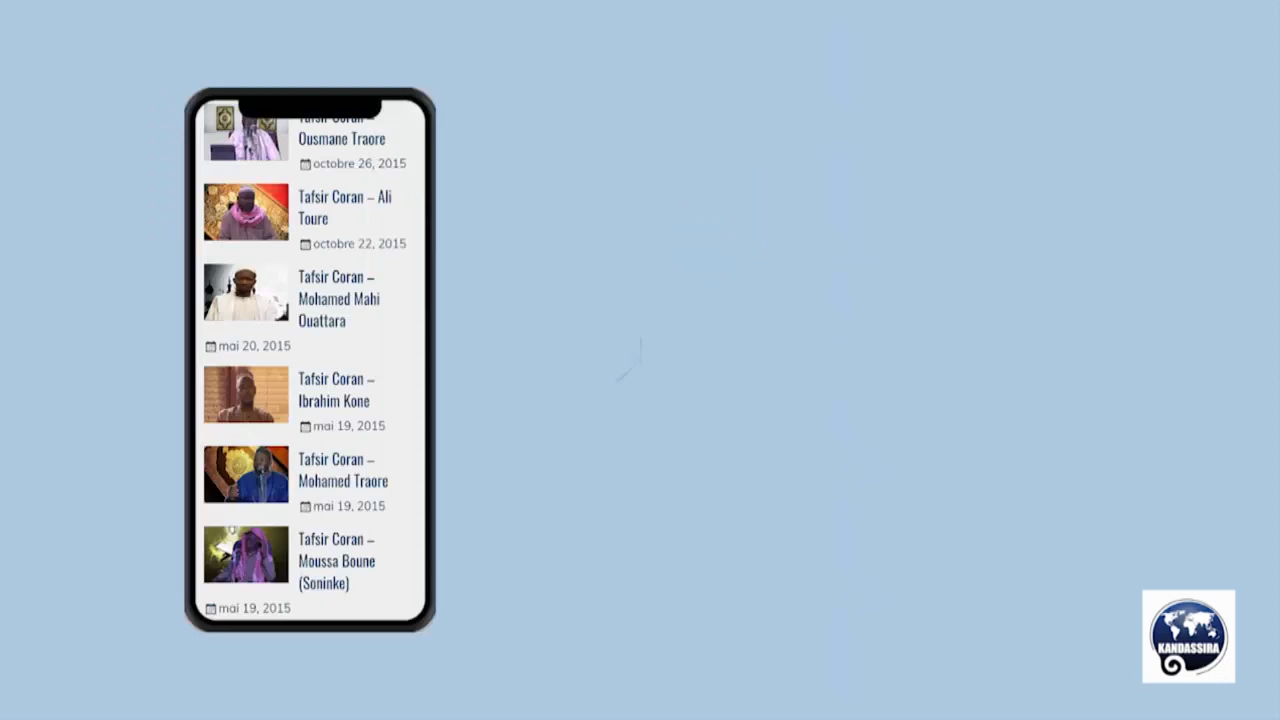 Tafsir Coran –
Ousmane Traore
octobre 26, 2015
Tafsir Coran – Ali
Toure
octobre 22, 2015
Tafsir Coran –
Mohamed Mahi
Ouattara
mai 20, 2015
Tafsir Coran –
Ibrahim Kone
mai 19, 2015
Tafsir Coran –
Mohamed Traore
mai 19, 2015
Tafsir Coran –
Moussa Boune
(Soninke)
mai 19, 2015
KANDASSIRA